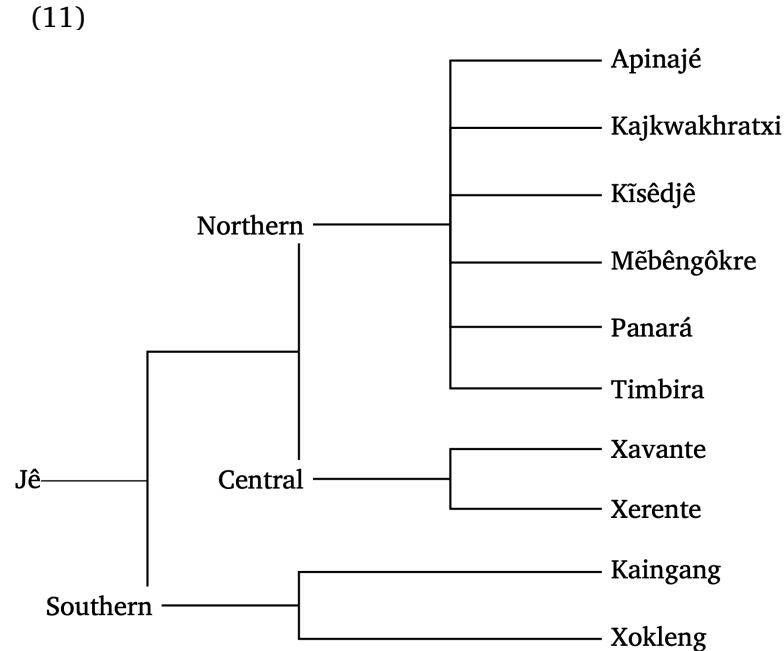 (11)
Apinajé
Kajkwakhratxi
Kĩsêdjê
Northern
Mẽbêngôkre
Panará
Timbira
Xavante
Jê
Central
Xerente
Kaingang
Southern
Xokleng